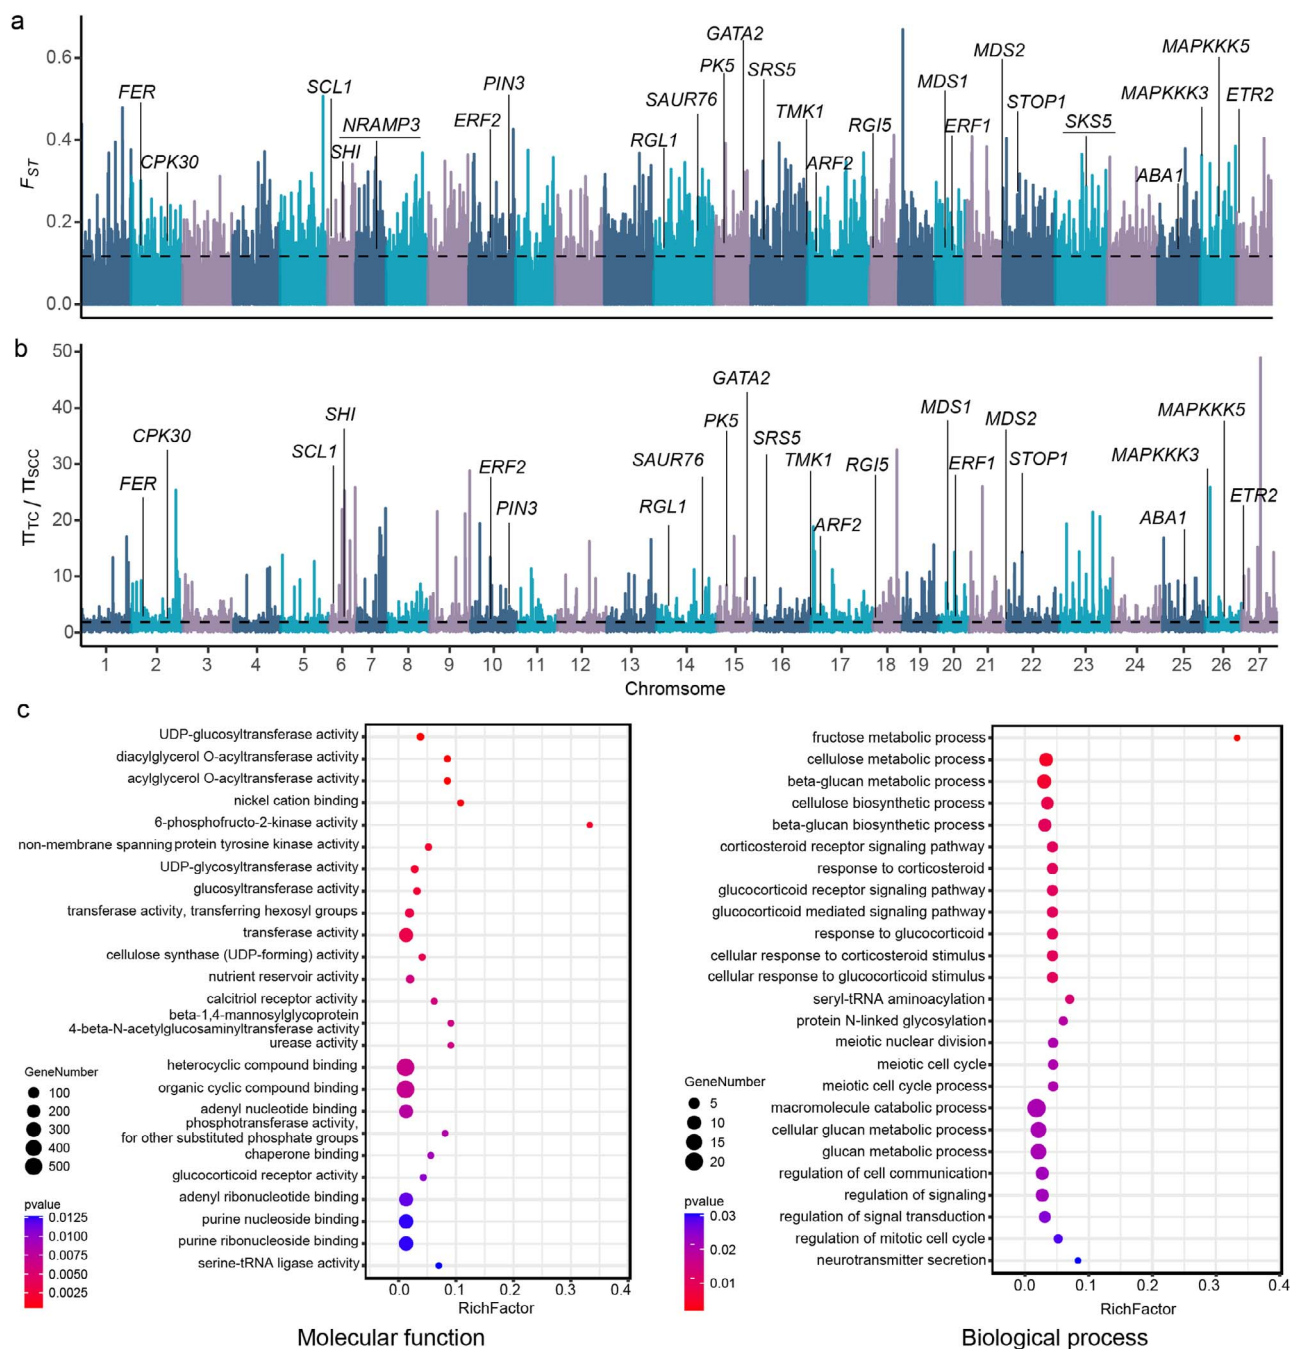 a
F_ST
0.6
0.4
0.2
0.0
FER
CPK30
SCL1
SHI
NRAMP3
ERF2
PIN3
RGL1
SAUR76
PK5
GATA2
SRS5
TMK1
ARF2
RGI5
MDS1
ERF1
MDS2
STOP1
SKS5
MAPKKK3
ABA1
MAPKKK5
ETR2
b
π_TC / π_SCC
50
40
30
20
10
0
FER
CPK30
SCL1
SHI
ERF2
PIN3
RGL1
SAUR76
PK5
GATA2
SRS5
TMK1
ARF2
RGI5
MDS1
ERF1
MDS2
STOP1
MAPKKK3
ABA1
MAPKKK5
ETR2
1 2 3 4 5 6 7 8 9 10 11 12 13 14 15 16 17 18 19 20 21 22 23 24 25 26 27
Chromsome
c
UDP-glucosyltransferase activity
diacylglycerol O-acyltransferase activity
acylglycerol O-acyltransferase activity
nickel cation binding
6-phosphofructo-2-kinase activity
non-membrane spanning protein tyrosine kinase activity
UDP-glycosyltransferase activity
glucosyltransferase activity
transferase activity, transferring hexosyl groups
transferase activity
cellulose synthase (UDP-forming) activity
nutrient reservoir activity
calcitriol receptor activity
beta-1,4-mannosylglycoprotein
4-beta-N-acetylglucosaminyltransferase activity
urease activity
heterocyclic compound binding
organic cyclic compound binding
adenyl nucleotide binding
phosphotransferase activity,
for other substituted phosphate groups
chaperone binding
glucocorticoid receptor activity
adenyl ribonucleotide binding
purine nucleoside binding
purine ribonucleoside binding
serine-tRNA ligase activity
GeneNumber
100
200
300
400
500
pvalue
0.0125
0.0100
0.0075
0.0050
0.0025
0.0 0.1 0.2 0.3 0.4
RichFactor
Molecular function
fructose metabolic process
cellulose metabolic process
beta-glucan metabolic process
cellulose biosynthetic process
beta-glucan biosynthetic process
corticosteroid receptor signaling pathway
response to corticosteroid
glucocorticoid receptor signaling pathway
glucocorticoid mediated signaling pathway
response to glucocorticoid
cellular response to corticosteroid stimulus
cellular response to glucocorticoid stimulus
seryl-tRNA aminoacylation
protein N-linked glycosylation
meiotic nuclear division
meiotic cell cycle
meiotic cell cycle process
macromolecule catabolic process
cellular glucan metabolic process
glucan metabolic process
regulation of cell communication
regulation of signaling
regulation of signal transduction
regulation of mitotic cell cycle
neurotransmitter secretion
GeneNumber
5
10
15
20
pvalue
0.03
0.02
0.01
0.0 0.1 0.2 0.3 0.4
RichFactor
Biological process